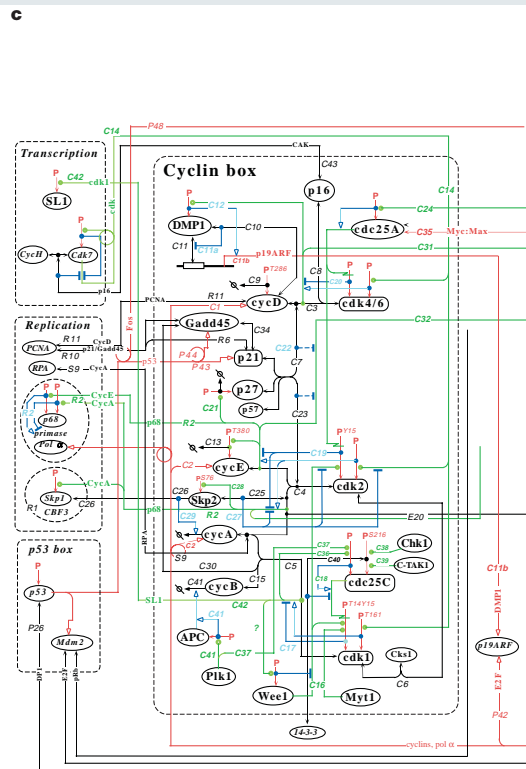 c
P48
C14
CAK
Transcription
Cyclin box
C43
P
C42
cdk1
SL1
cdk
p16
C14
P
C12
DMP1
C10
P
C24
cdc25A
C35
Myc:Max
C31
P
CycH
Cdk7
C11
C11a
C11b
p19ARF
p16
T286
P
C9
C8
P
P
C28
PCNA
R11
C1
cycD
C3
cdk4/6
Replication
Fos
Gadd45
C34
C32
R11
CycD
PCNA
p21/Gadd45
R10
R6
C22
C7
RPA
S9
CycA
p53
P44
P43
p21
P
P
P
p27
R2
CycE
R2
CycA
p68
primase
C21
p57
C23
p68
R2
Pol α
T380
P
C13
Y15
P
P
C19
C2
cycE
P
CycA
S76
P
C28
C4
cdk2
Skp1
C26
C26
Skp2
C25
R1
CBF3
p68
R2
C29
C27
E20
p53 box
RPA
cycA
C2
S9
C37
C36
P
S216
P
C38
Chk1
C40
C39
C-TAK1
P
C30
C5
p53
C41
cycB
C15
C18
cdc25C
C11b
SL1
C42
T14Y15
P
T161
P
DMP1
P26
C41
?
Mdm2
APC
P
C17
p19ARF
C41
C37
cdk1
Cks1
DP1
E2F
pRb
Plk1
P
C16
C6
E2F
Wee1
Myt1
P42
14-3-3
cyclins, pol α